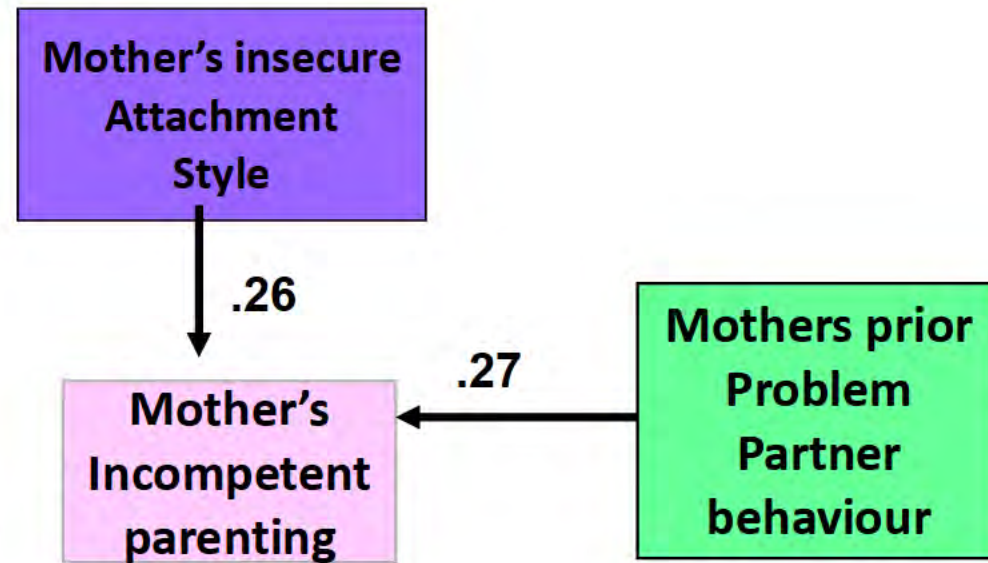 Mother's insecure
Attachment
Style
.26
.27
Mother's
Incompetent
parenting
Mothers prior
Problem
Partner
behaviour